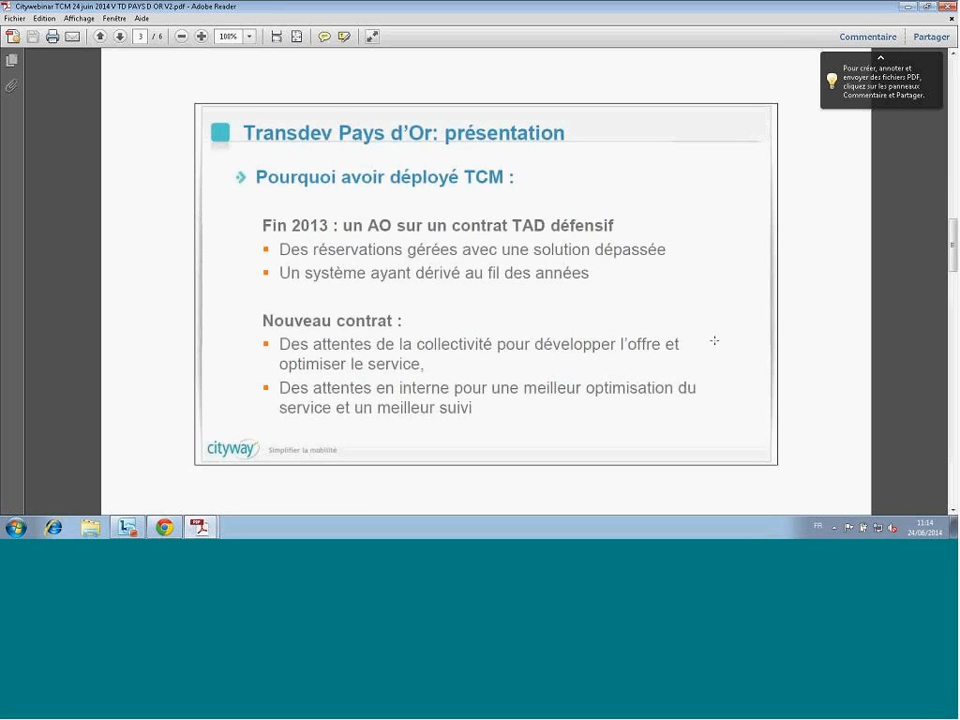 Citywebinar TCM 24 juin 2014 V TD PAYS D OR V2.pdf - Adobe Reader
Fichier Edition Affichage Fenêtre Aide
3 / 6 100% Commentaire Partager
Pour créer, annoter et
envoyer des fichiers PDF,
cliquez sur les panneaux
Commentaire et Partager.
Transdev Pays d'Or: présentation
Pourquoi avoir déployé TCM :
Fin 2013 : un AO sur un contrat TAD défensif
Des réservations gérées avec une solution dépassée
Un système ayant dérivé au fil des années
Nouveau contrat :
Des attentes de la collectivité pour développer l'offre et
optimiser le service,
Des attentes en interne pour une meilleur optimisation du
service et un meilleur suivi
cityway Simplifier la mobilité
FR 11:14
24/06/2014